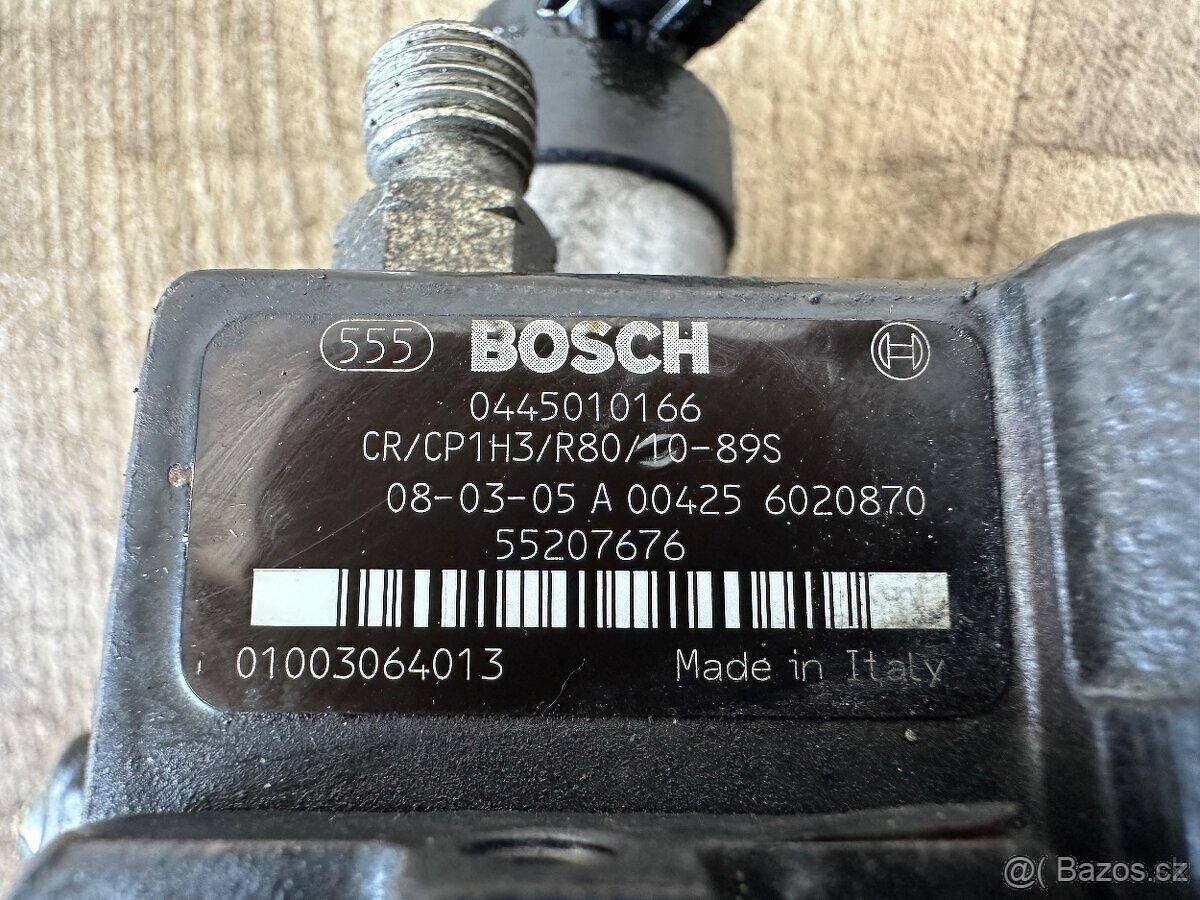 555 BOSCH
0445010166
CR/CP1H3/R80/10-89S
08-03-05 A 00425 6020870
55207676
01003064013 Made in Italy
@( Bazos.cz